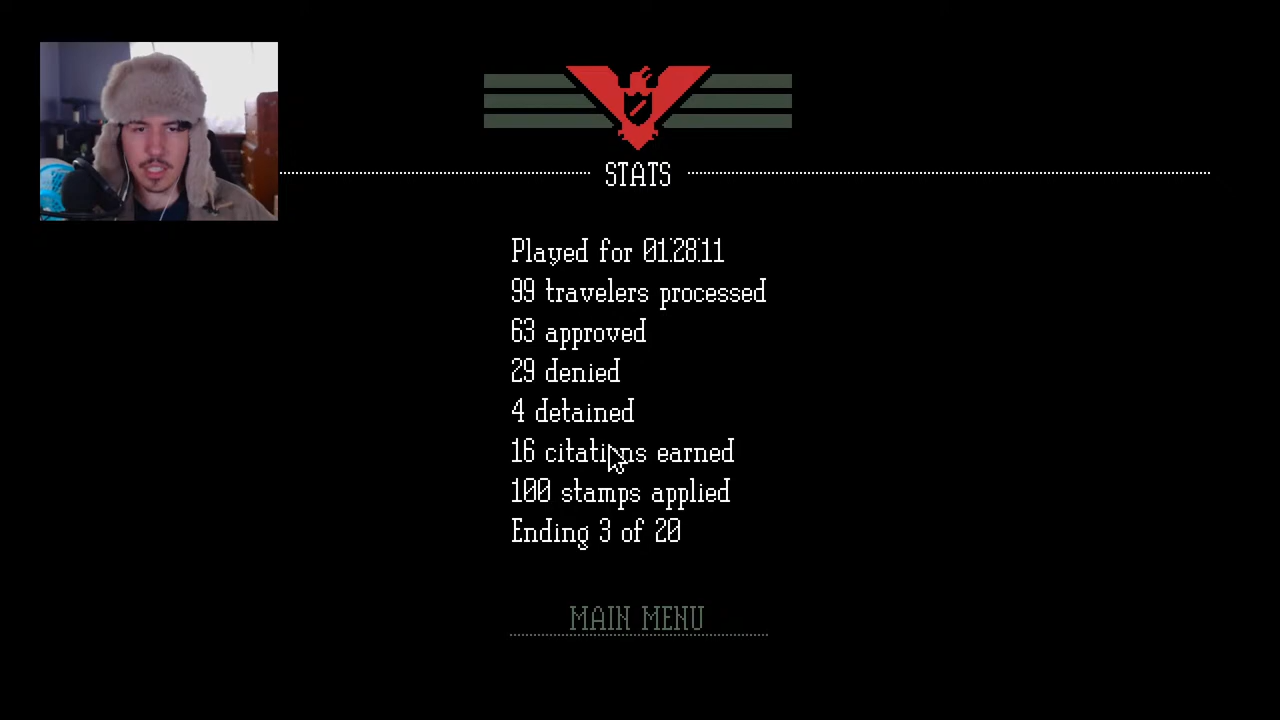 STATS
Played for 01:28:11
99 travelers processed
63 approved
29 denied
4 detained
16 citations earned
100 stamps applied
Ending 3 of 20
MAIN MENU